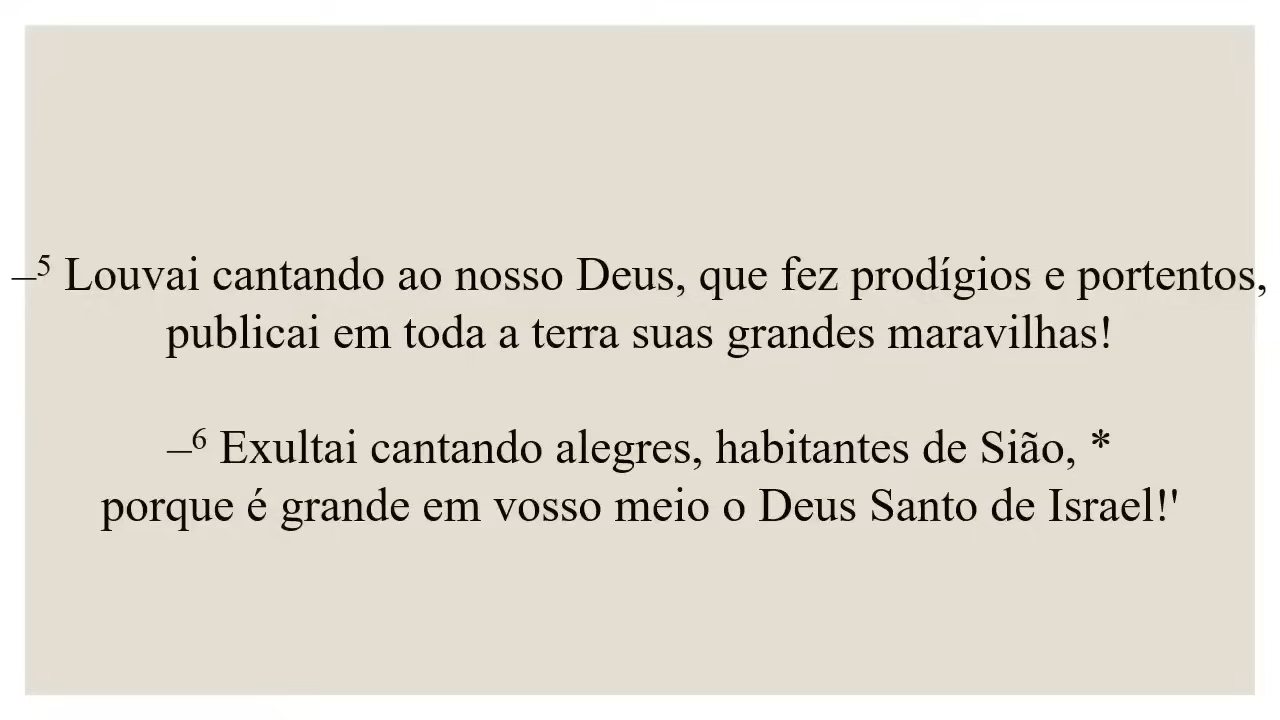 –⁵ Louvai cantando ao nosso Deus, que fez prodígios e portentos,
publicai em toda a terra suas grandes maravilhas!
–⁶ Exultai cantando alegres, habitantes de Sião, *
porque é grande em vosso meio o Deus Santo de Israel!'